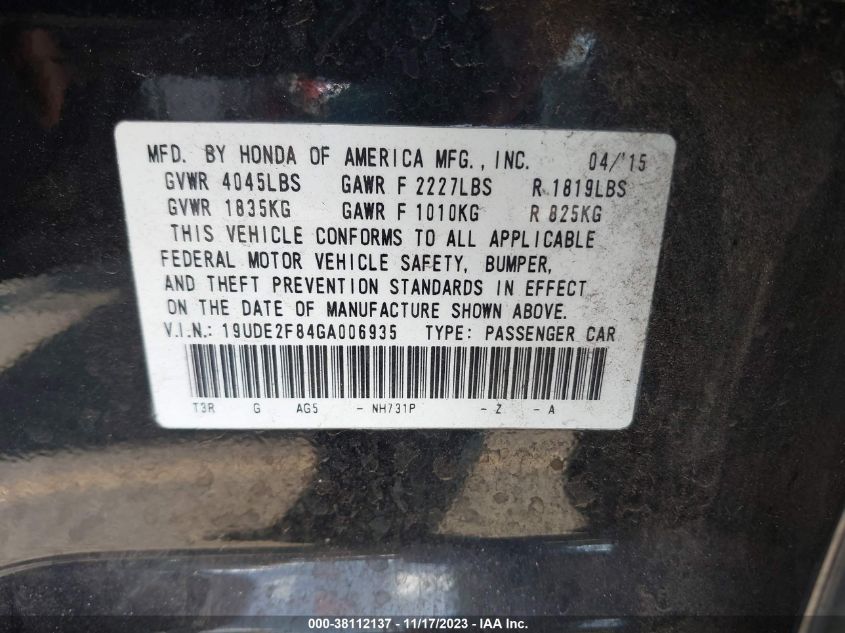 MFD. BY HONDA OF AMERICA MFG., INC. 04/'15
GVWR 4045LBS GAWR F 2227LBS R 1819LBS
GVWR 1835KG GAWR F 1010KG R 825KG
THIS VEHICLE CONFORMS TO ALL APPLICABLE
FEDERAL MOTOR VEHICLE SAFETY, BUMPER,
AND THEFT PREVENTION STANDARDS IN EFFECT
ON THE DATE OF MANUFACTURE SHOWN ABOVE.
V.I.N.: 19UDE2F84GA006935 TYPE: PASSENGER CAR
T3R G AG5 - NH731P - Z - A
000-38112137 - 11/17/2023 - IAA Inc.